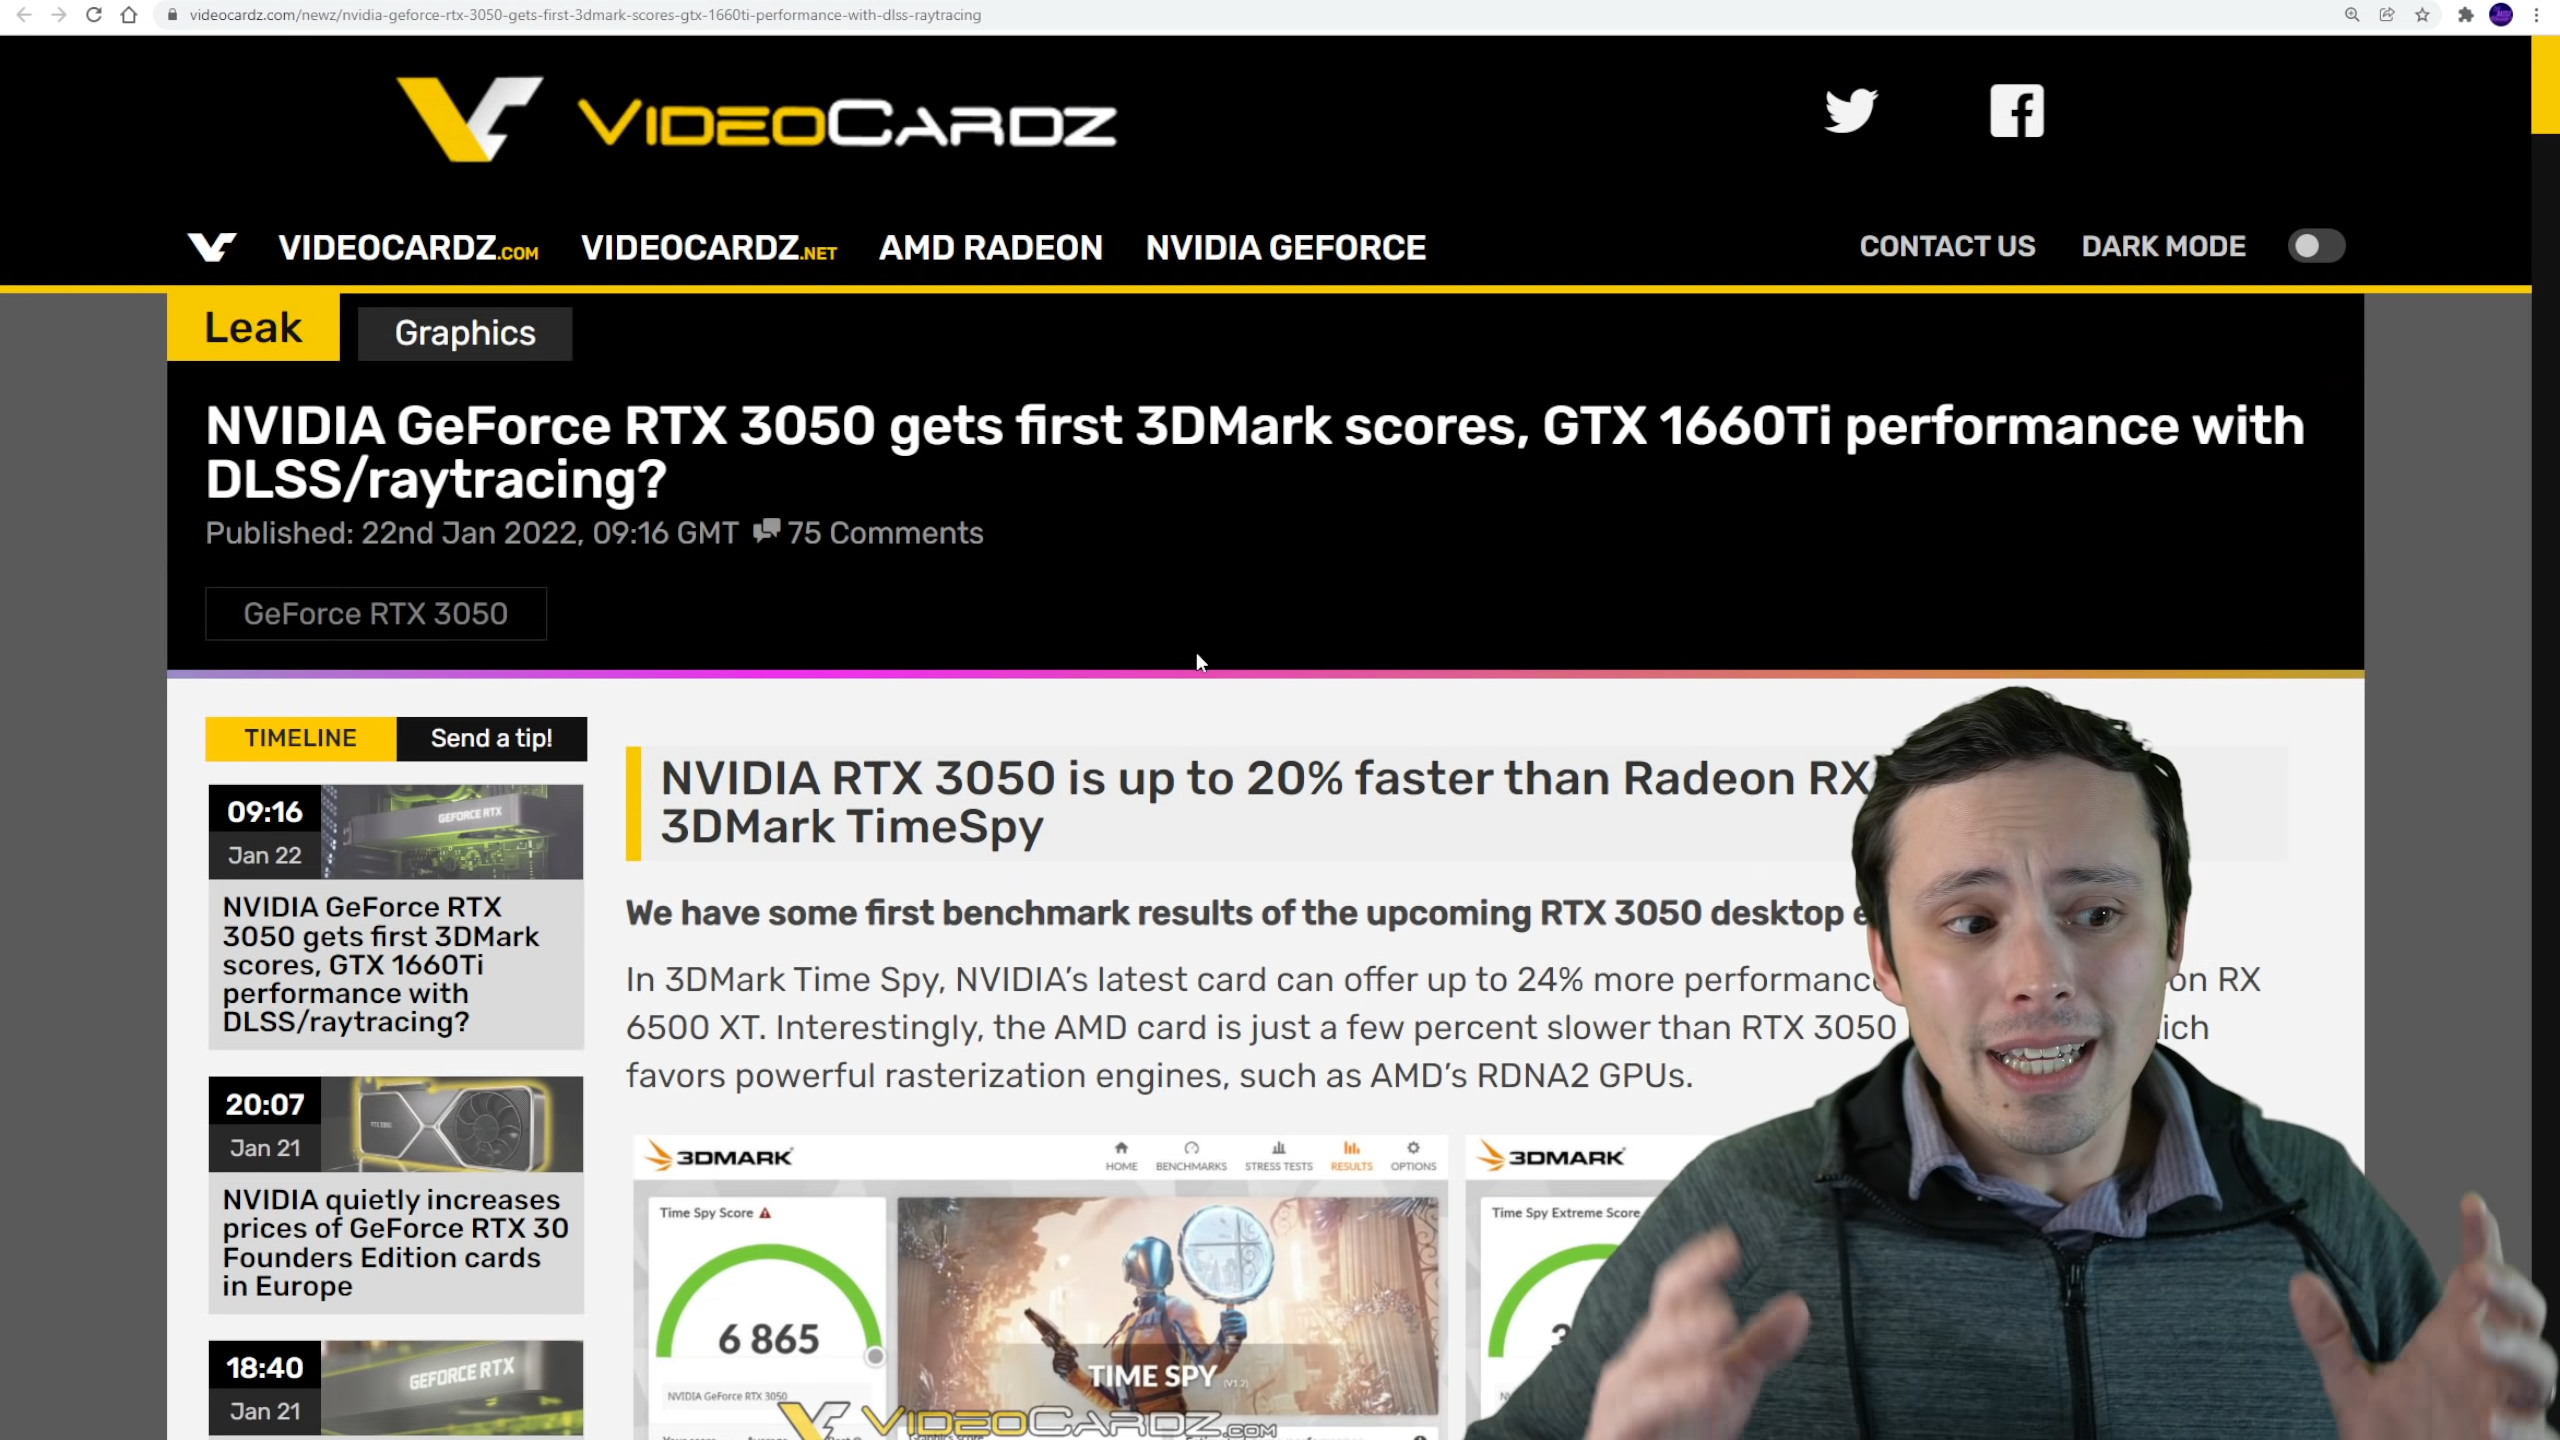 videocardz.com/newz/nvidia-geforce-rtx-3050-gets-first-3dmark-scores-gtx-1660ti-performance-with-dlss-raytracing
VIDEOCARDZ
VIDEOCARDZ.COM VIDEOCARDZ.NET AMD RADEON NVIDIA GEFORCE CONTACT US DARK MODE
Leak Graphics
NVIDIA GeForce RTX 3050 gets first 3DMark scores, GTX 1660Ti performance with
DLSS/raytracing?
Published: 22nd Jan 2022, 09:16 GMT 75 Comments
GeForce RTX 3050
TIMELINE Send a tip!
09:16
Jan 22
GEFORCE RTX
NVIDIA GeForce RTX
3050 gets first 3DMark
scores, GTX 1660Ti
performance with
DLSS/raytracing?
20:07
Jan 21
NVIDIA quietly increases
prices of GeForce RTX 30
Founders Edition cards
in Europe
18:40
Jan 21
GEFORCE RTX
NVIDIA RTX 3050 is up to 20% faster than Radeon RX
3DMark TimeSpy
We have some first benchmark results of the upcoming RTX 3050 desktop
In 3DMark Time Spy, NVIDIA's latest card can offer up to 24% more performance on RX
6500 XT. Interestingly, the AMD card is just a few percent slower than RTX 3050 ich
favors powerful rasterization engines, such as AMD's RDNA2 GPUs.
3DMARK HOME BENCHMARKS STRESS TESTS RESULTS OPTIONS
Time Spy Score
6 865
NVIDIA GeForce RTX 3050
TIME SPY (V1.2)
VIDEOCARDZ.COM
3DMARK
Time Spy Extreme Score
3